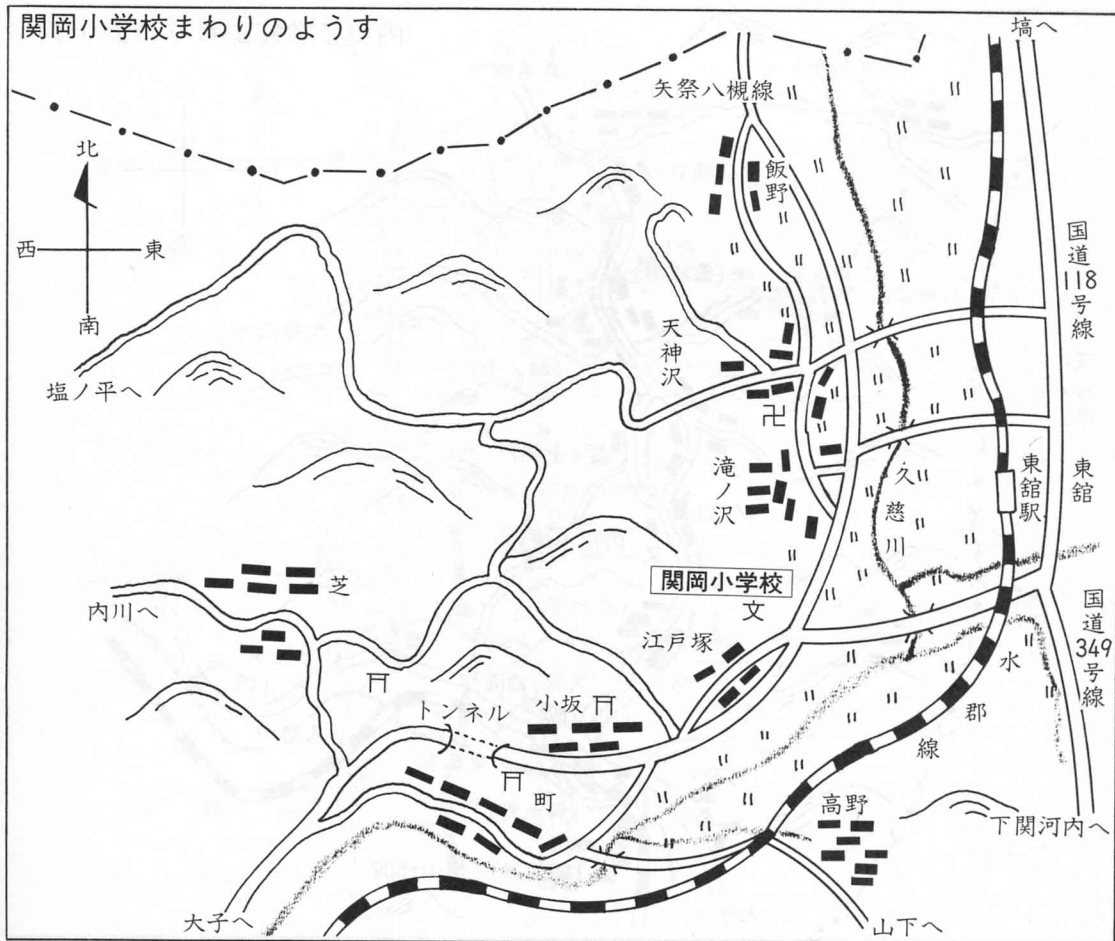 関岡小学校まわりのようす
塙へ
矢祭八槻線
飯野
北
西
東
南
国道118号線
天神沢
塩ノ平へ
滝ノ沢
久慈川
東舘駅
東舘
関岡小学校
文
芝
内川へ
江戸塚
国道349号線
水郡線
トンネル
小坂
町
高野
下関河内へ
大子へ
山下へ